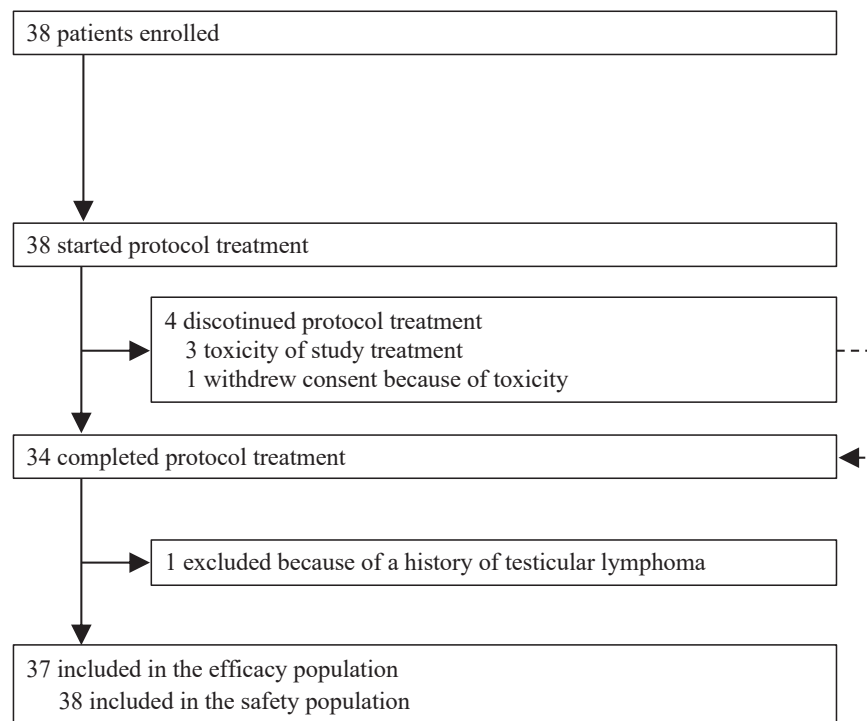 38 patients enrolled
38 started protocol treatment
4 discotinued protocol treatment
3 toxicity of study treatment
1 withdrew consent because of toxicity
34 completed protocol treatment
1 excluded because of a history of testicular lymphoma
37 included in the efficacy population
38 included in the safety population